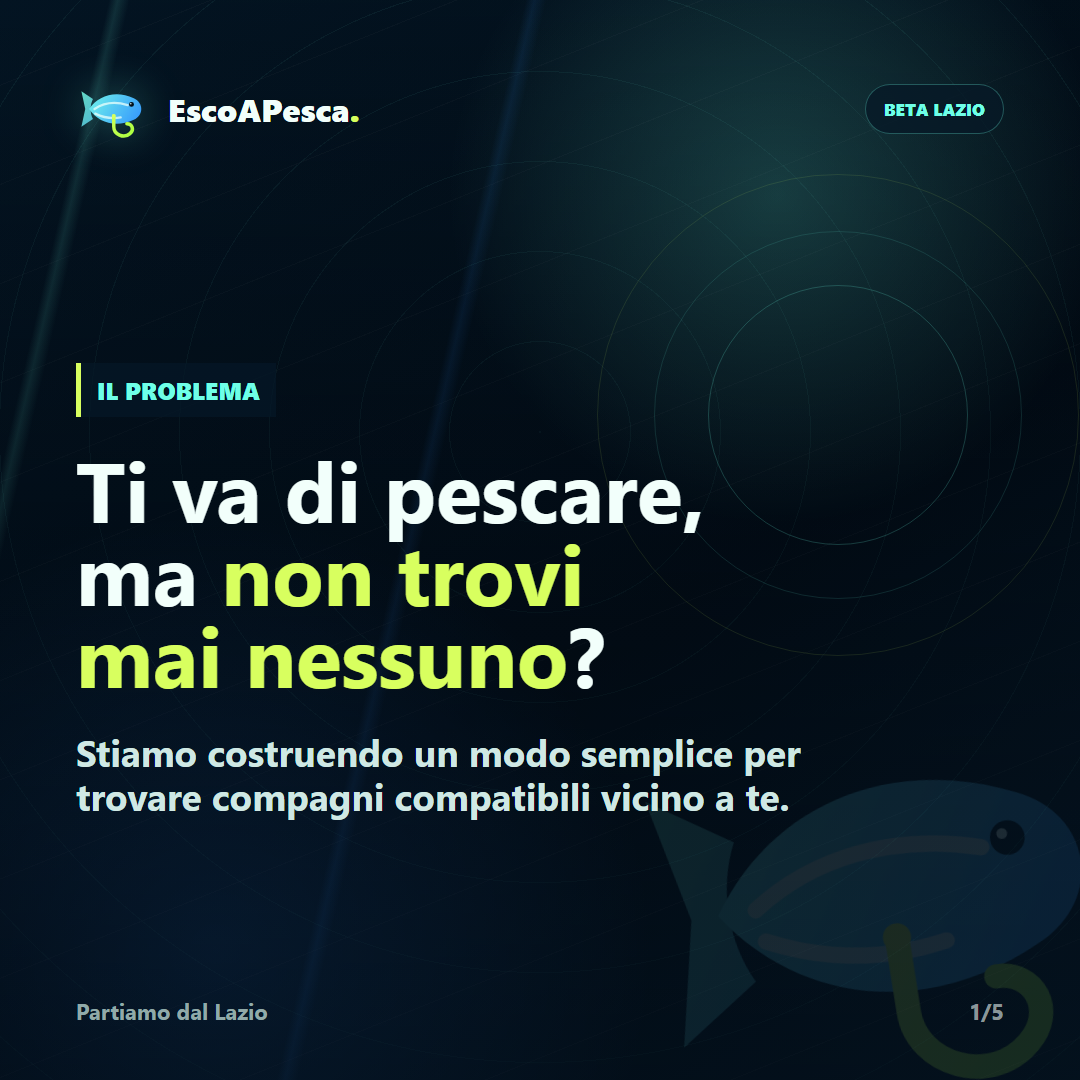 EscoAPesca.
BETA LAZIO
IL PROBLEMA
Ti va di pescare,
ma non trovi
mai nessuno?
Stiamo costruendo un modo semplice per
trovare compagni compatibili vicino a te.
Partiamo dal Lazio
1/5